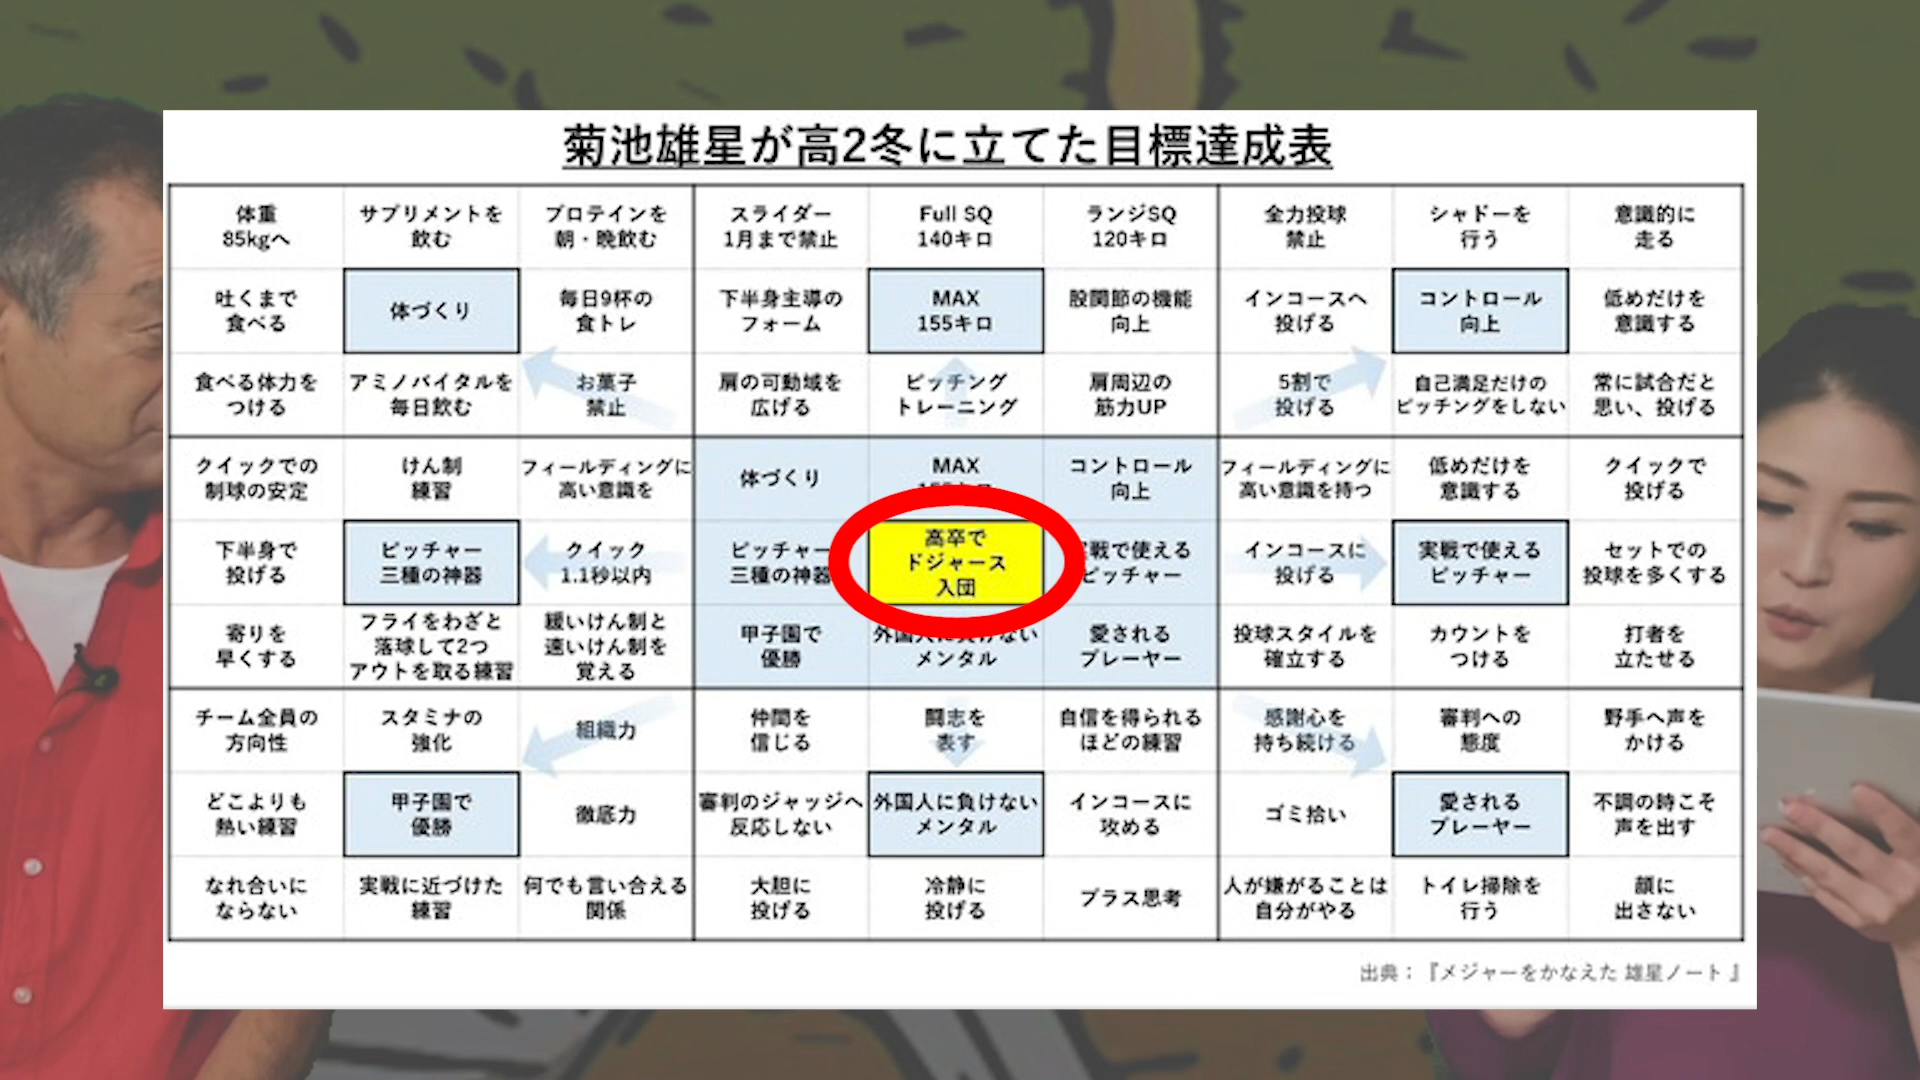 菊池雄星が高2冬に立てた目標達成表
体重
85kgへ
サプリメントを
飲む
プロテインを
朝・晩飲む
スライダー
1月まで禁止
Full SQ
140キロ
ランジSQ
120キロ
全力投球
禁止
シャドーを
行う
意識的に
走る
吐くまで
食べる
体づくり
毎日9杯の
食トレ
下半身主導の
フォーム
MAX
155キロ
股関節の機能
向上
インコースへ
投げる
コントロール
向上
低めだけを
意識する
食べる体力を
つける
アミノバイタルを
毎日飲む
お菓子
禁止
肩の可動域を
広げる
ピッチング
トレーニング
肩周辺の
筋力UP
5割で
投げる
自己満足だけの
ピッチングをしない
常に試合だと
思い、投げる
クイックでの
制球の安定
けん制
練習
フィールディングに
高い意識を
体づくり
MAX
コントロール
向上
フィールディングに
高い意識を持つ
低めだけを
意識する
クイックで
投げる
下半身で
投げる
ピッチャー
三種の神器
クイック
1.1秒以内
ピッチャー
三種の神器
高卒で
ドジャース
入団
実戦で使える
ピッチャー
インコースに
投げる
実戦で使える
ピッチャー
セットでの
投球を多くする
寄りを
早くする
フライをわざと
落球して2つ
アウトを取る練習
緩いけん制と
速いけん制を
覚える
甲子園で
優勝
外国人に負けない
メンタル
愛される
プレーヤー
投球スタイルを
確立する
カウントを
つける
打者を
立たせる
チーム全員の
方向性
スタミナの
強化
組織力
仲間を
信じる
闘志を
表す
自信を得られる
ほどの練習
感謝心を
持ち続ける
審判への
態度
野手へ声を
かける
どこよりも
熱い練習
甲子園で
優勝
徹底力
審判のジャッジへ
反応しない
外国人に負けない
メンタル
インコースに
攻める
ゴミ拾い
愛される
プレーヤー
不調の時こそ
声を出す
なれ合いに
ならない
実戦に近づけた
練習
何でも言い合える
関係
大胆に
投げる
冷静に
投げる
プラス思考
人が嫌がることは
自分がやる
トイレ掃除を
行う
顔に
出さない
出典：『メジャーをかなえた 雄星ノート 』